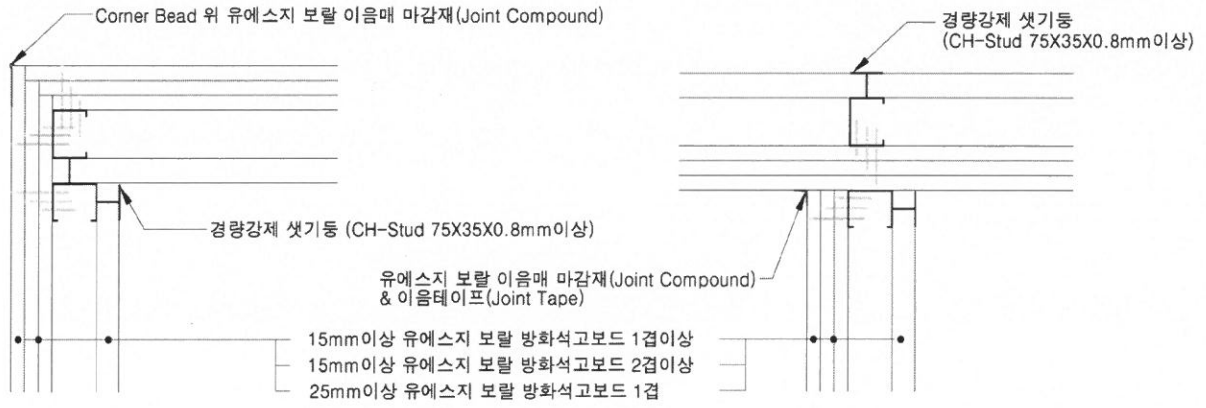 Corner Bead 위 유에스지 보랄 이음매 마감재(Joint Compound)
경량강제 샛기둥
(CH-Stud 75X35X0.8mm이상)
경량강제 샛기둥 (CH-Stud 75X35X0.8mm이상)
유에스지 보랄 이음매 마감재(Joint Compound)
& 이음테이프(Joint Tape)
15mm이상 유에스지 보랄 방화석고보드 1겹이상
15mm이상 유에스지 보랄 방화석고보드 2겹이상
25mm이상 유에스지 보랄 방화석고보드 1겹